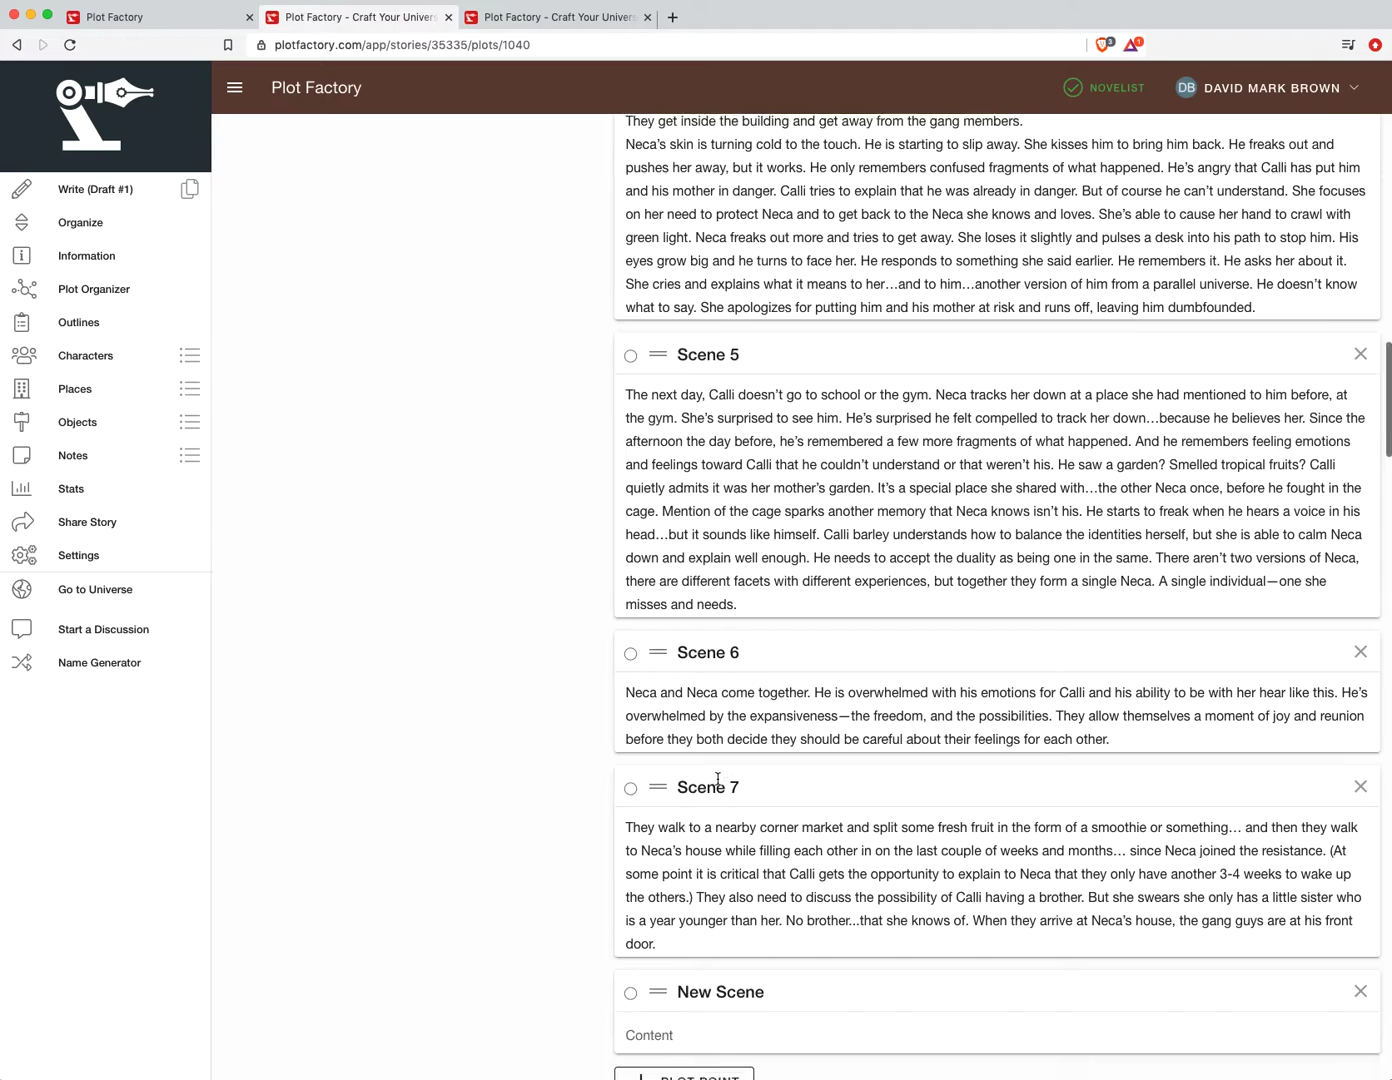 Plot Factory
Plot Factory - Craft Your Univers
Plot Factory - Craft Your Univers
plotfactory.com/app/stories/35335/plots/1040
3
1
Plot Factory
NOVELIST
DB
DAVID MARK BROWN
Write (Draft #1)
Organize
Information
Plot Organizer
Outlines
Characters
Places
Objects
Notes
Stats
Share Story
Settings
Go to Universe
Start a Discussion
Name Generator
They get inside the building and get away from the gang members.
Neca’s skin is turning cold to the touch. He is starting to slip away. She kisses him to bring him back. He freaks out and
pushes her away, but it works. He only remembers confused fragments of what happened. He’s angry that Calli has put him
and his mother in danger. Calli tries to explain that he was already in danger. But of course he can’t understand. She focuses
on her need to protect Neca and to get back to the Neca she knows and loves. She’s able to cause her hand to crawl with
green light. Neca freaks out more and tries to get away. She loses it slightly and pulses a desk into his path to stop him. His
eyes grow big and he turns to face her. He responds to something she said earlier. He remembers it. He asks her about it.
She cries and explains what it means to her…and to him…another version of him from a parallel universe. He doesn’t know
what to say. She apologizes for putting him and his mother at risk and runs off, leaving him dumbfounded.
Scene 5
The next day, Calli doesn’t go to school or the gym. Neca tracks her down at a place she had mentioned to him before, at
the gym. She’s surprised to see him. He’s surprised he felt compelled to track her down…because he believes her. Since the
afternoon the day before, he’s remembered a few more fragments of what happened. And he remembers feeling emotions
and feelings toward Calli that he couldn’t understand or that weren’t his. He saw a garden? Smelled tropical fruits? Calli
quietly admits it was her mother’s garden. It’s a special place she shared with…the other Neca once, before he fought in the
cage. Mention of the cage sparks another memory that Neca knows isn’t his. He starts to freak when he hears a voice in his
head…but it sounds like himself. Calli barley understands how to balance the identities herself, but she is able to calm Neca
down and explain well enough. He needs to accept the duality as being one in the same. There aren’t two versions of Neca,
there are different facets with different experiences, but together they form a single Neca. A single individual—one she
misses and needs.
Scene 6
Neca and Neca come together. He is overwhelmed with his emotions for Calli and his ability to be with her hear like this. He’s
overwhelmed by the expansiveness—the freedom, and the possibilities. They allow themselves a moment of joy and reunion
before they both decide they should be careful about their feelings for each other.
Scene 7
They walk to a nearby corner market and split some fresh fruit in the form of a smoothie or something… and then they walk
to Neca’s house while filling each other in on the last couple of weeks and months… since Neca joined the resistance. (At
some point it is critical that Calli gets the opportunity to explain to Neca that they only have another 3-4 weeks to wake up
the others.) They also need to discuss the possibility of Calli having a brother. But she swears she only has a little sister who
is a year younger than her. No brother...that she knows of. When they arrive at Neca’s house, the gang guys are at his front
door.
New Scene
Content
PLOT POINT